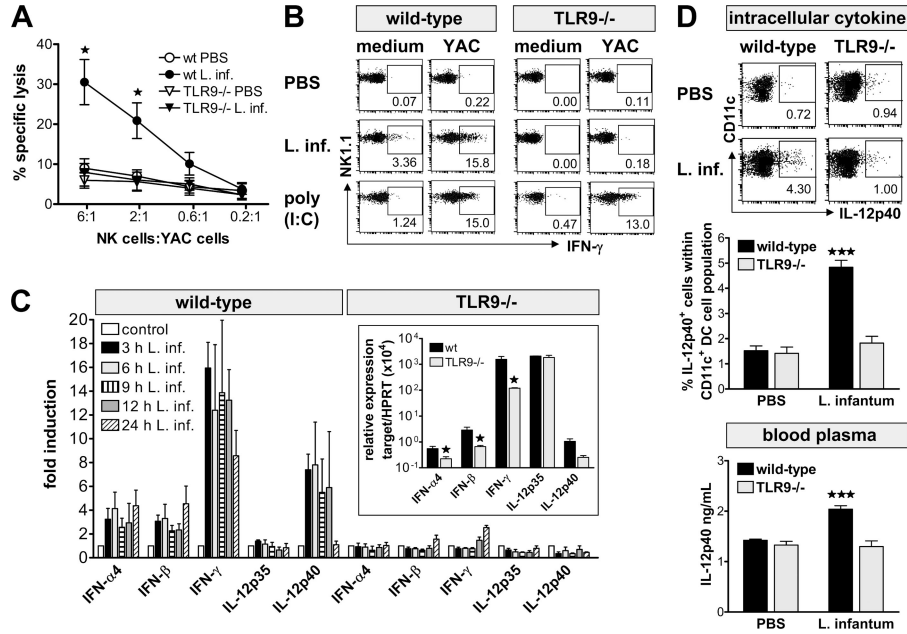 A
% specific lysis
40
30
20
10
0
★
★
wt PBS
wt L. inf.
TLR9-/- PBS
TLR9-/- L. inf.
6:1
2:1
0.6:1
0.2:1
NK cells:YAC cells
B
wild-type
TLR9-/-
medium
YAC
medium
YAC
PBS
0.07
0.22
0.00
0.11
L. inf.
3.36
15.8
0.00
0.18
poly
(I:C)
1.24
15.0
0.47
13.0
NK1.1
IFN-γ
C
wild-type
TLR9-/-
fold induction
20
18
16
14
12
10
8
6
4
2
0
control
3 h L. inf.
6 h L. inf.
9 h L. inf.
12 h L. inf.
24 h L. inf.
IFN-α4
IFN-β
IFN-γ
IL-12p35
IL-12p40
IFN-α4
IFN-β
IFN-γ
IL-12p35
IL-12p40
relative expression
target/HPRT (x10⁴)
10⁴
10³
10²
10¹
10⁰
10⁻¹
wt
TLR9-/-
★
★
★
IFN-α4
IFN-β
IFN-γ
IL-12p35
IL-12p40
D
intracellular cytokine
wild-type
TLR9-/-
PBS
0.72
0.94
L. inf.
4.30
1.00
CD11c
IL-12p40
% IL-12p40⁺ cells within
CD11c⁺ DC cell population
6
5
4
3
2
1
0
wild-type
TLR9-/-
★★★
PBS
L. infantum
blood plasma
IL-12p40 ng/mL
3
2
1
0
wild-type
TLR9-/-
★★★
PBS
L. infantum